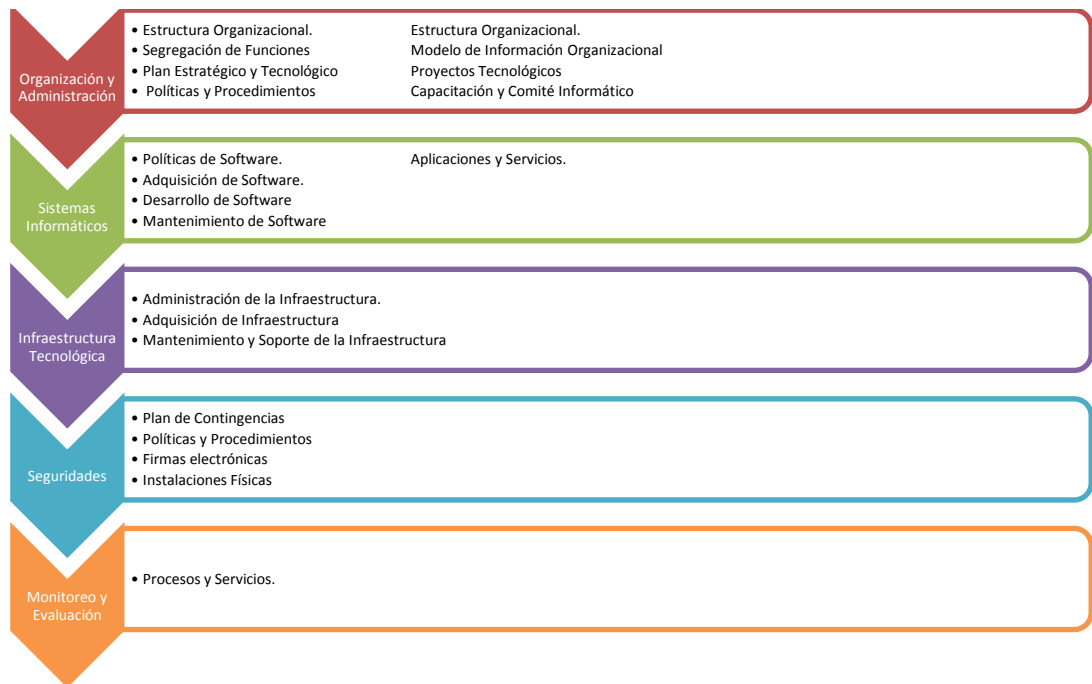 Organización y
Administración
• Estructura Organizacional. Estructura Organizacional.
• Segregación de Funciones Modelo de Información Organizacional
• Plan Estratégico y Tecnológico Proyectos Tecnológicos
• Políticas y Procedimientos Capacitación y Comité Informático
Sistemas
Informáticos
• Políticas de Software. Aplicaciones y Servicios.
• Adquisición de Software.
• Desarrollo de Software
• Mantenimiento de Software
Infraestructura
Tecnológica
• Administración de la Infraestructura.
• Adquisición de Infraestructura
• Mantenimiento y Soporte de la Infraestructura
Seguridades
• Plan de Contingencias
• Políticas y Procedimientos
• Firmas electrónicas
• Instalaciones Físicas
Monitoreo y
Evaluación
• Procesos y Servicios.